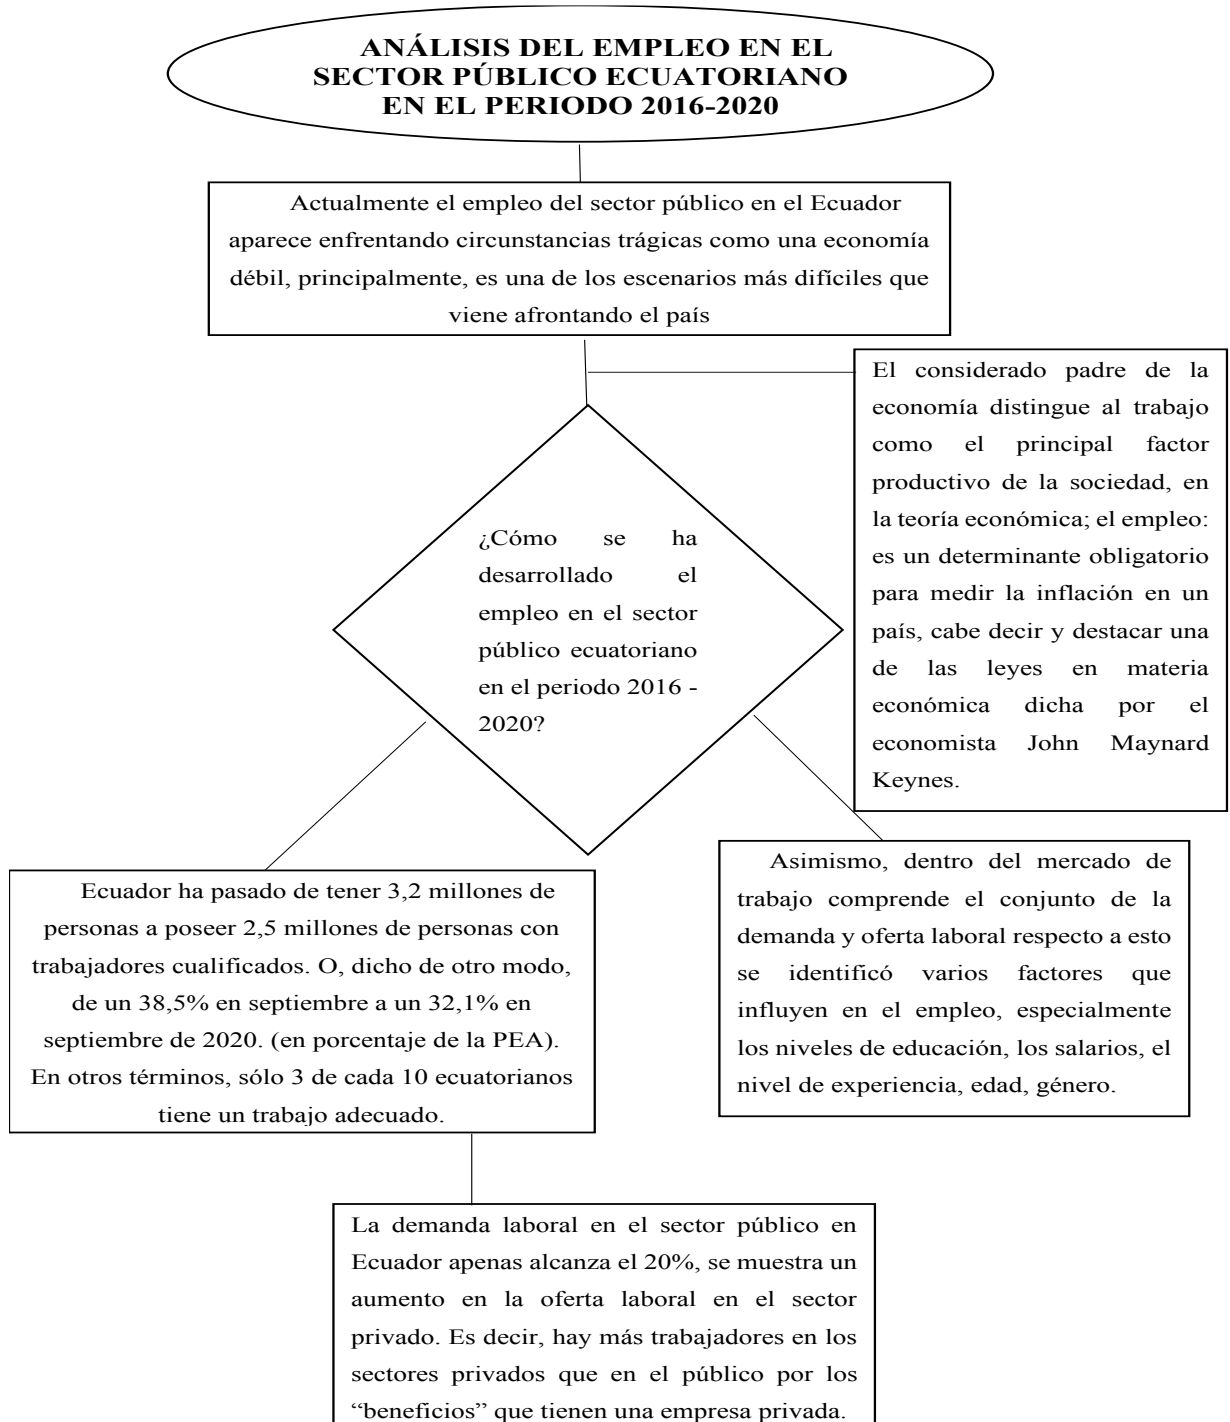 ANÁLISIS DEL EMPLEO EN EL
SECTOR PÚBLICO ECUATORIANO
EN EL PERIODO 2016-2020
Actualmente el empleo del sector público en el Ecuador
aparece enfrentando circunstancias trágicas como una economía
débil, principalmente, es una de los escenarios más difíciles que
viene afrontando el país
El considerado padre de la
economía distingue al trabajo
como el principal factor
productivo de la sociedad, en
la teoría económica; el empleo:
es un determinante obligatorio
para medir la inflación en un
país, cabe decir y destacar una
de las leyes en materia
económica dicha por el
economista John Maynard
Keynes.
¿Cómo se ha
desarrollado el
empleo en el sector
público ecuatoriano
en el periodo 2016 -
2020?
Ecuador ha pasado de tener 3,2 millones de
personas a poseer 2,5 millones de personas con
trabajadores cualificados. O, dicho de otro modo,
de un 38,5% en septiembre a un 32,1% en
septiembre de 2020. (en porcentaje de la PEA).
En otros términos, sólo 3 de cada 10 ecuatorianos
tiene un trabajo adecuado.
Asimismo, dentro del mercado de
trabajo comprende el conjunto de la
demanda y oferta laboral respecto a esto
se identificó varios factores que
influyen en el empleo, especialmente
los niveles de educación, los salarios, el
nivel de experiencia, edad, género.
La demanda laboral en el sector público en
Ecuador apenas alcanza el 20%, se muestra un
aumento en la oferta laboral en el sector
privado. Es decir, hay más trabajadores en los
sectores privados que en el público por los
“beneficios” que tienen una empresa privada.